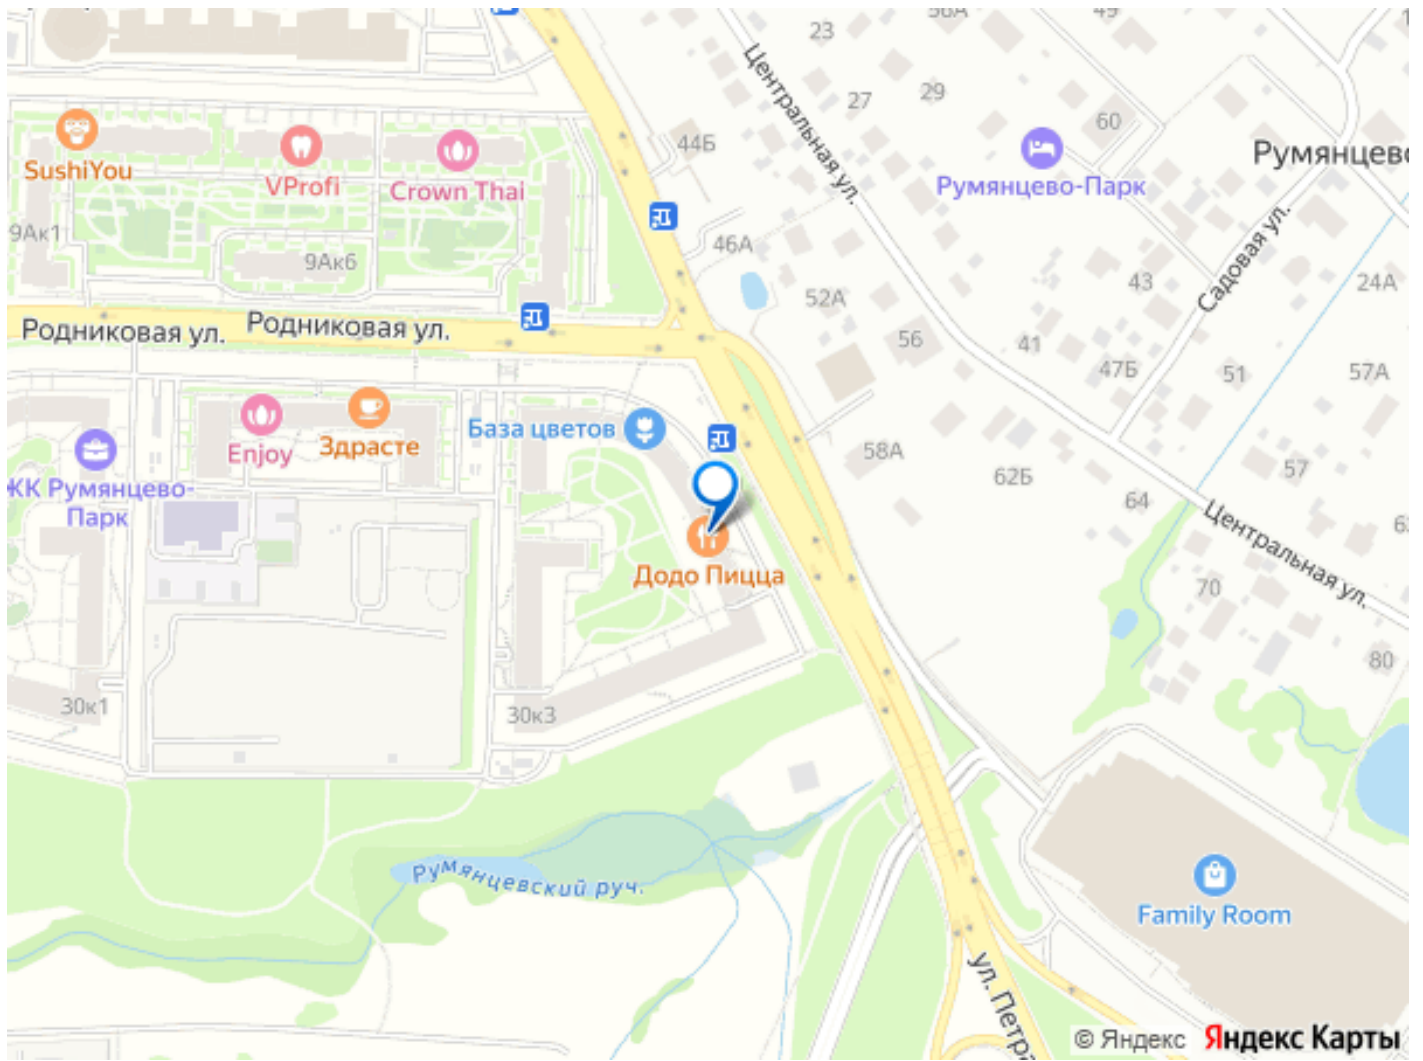 23
49
27
29
60
44Б
Центральная ул.
SushiYou
VProfi
Crown Thai
Румянцево-Парк
9Ак1
9Ак6
46А
52А
56
41
43
47Б
51
24А
57А
Садовая ул.
Родниковая ул.
Родниковая ул.
База цветов
Здрасте
Enjoy
ЖК Румянцево-
Парк
58А
62Б
64
57
Центральная ул.
Додо Пицца
70
80
30к1
30к3
Румянцевский руч.
Family Room
ул.
© Яндекс
Яндекс Карты